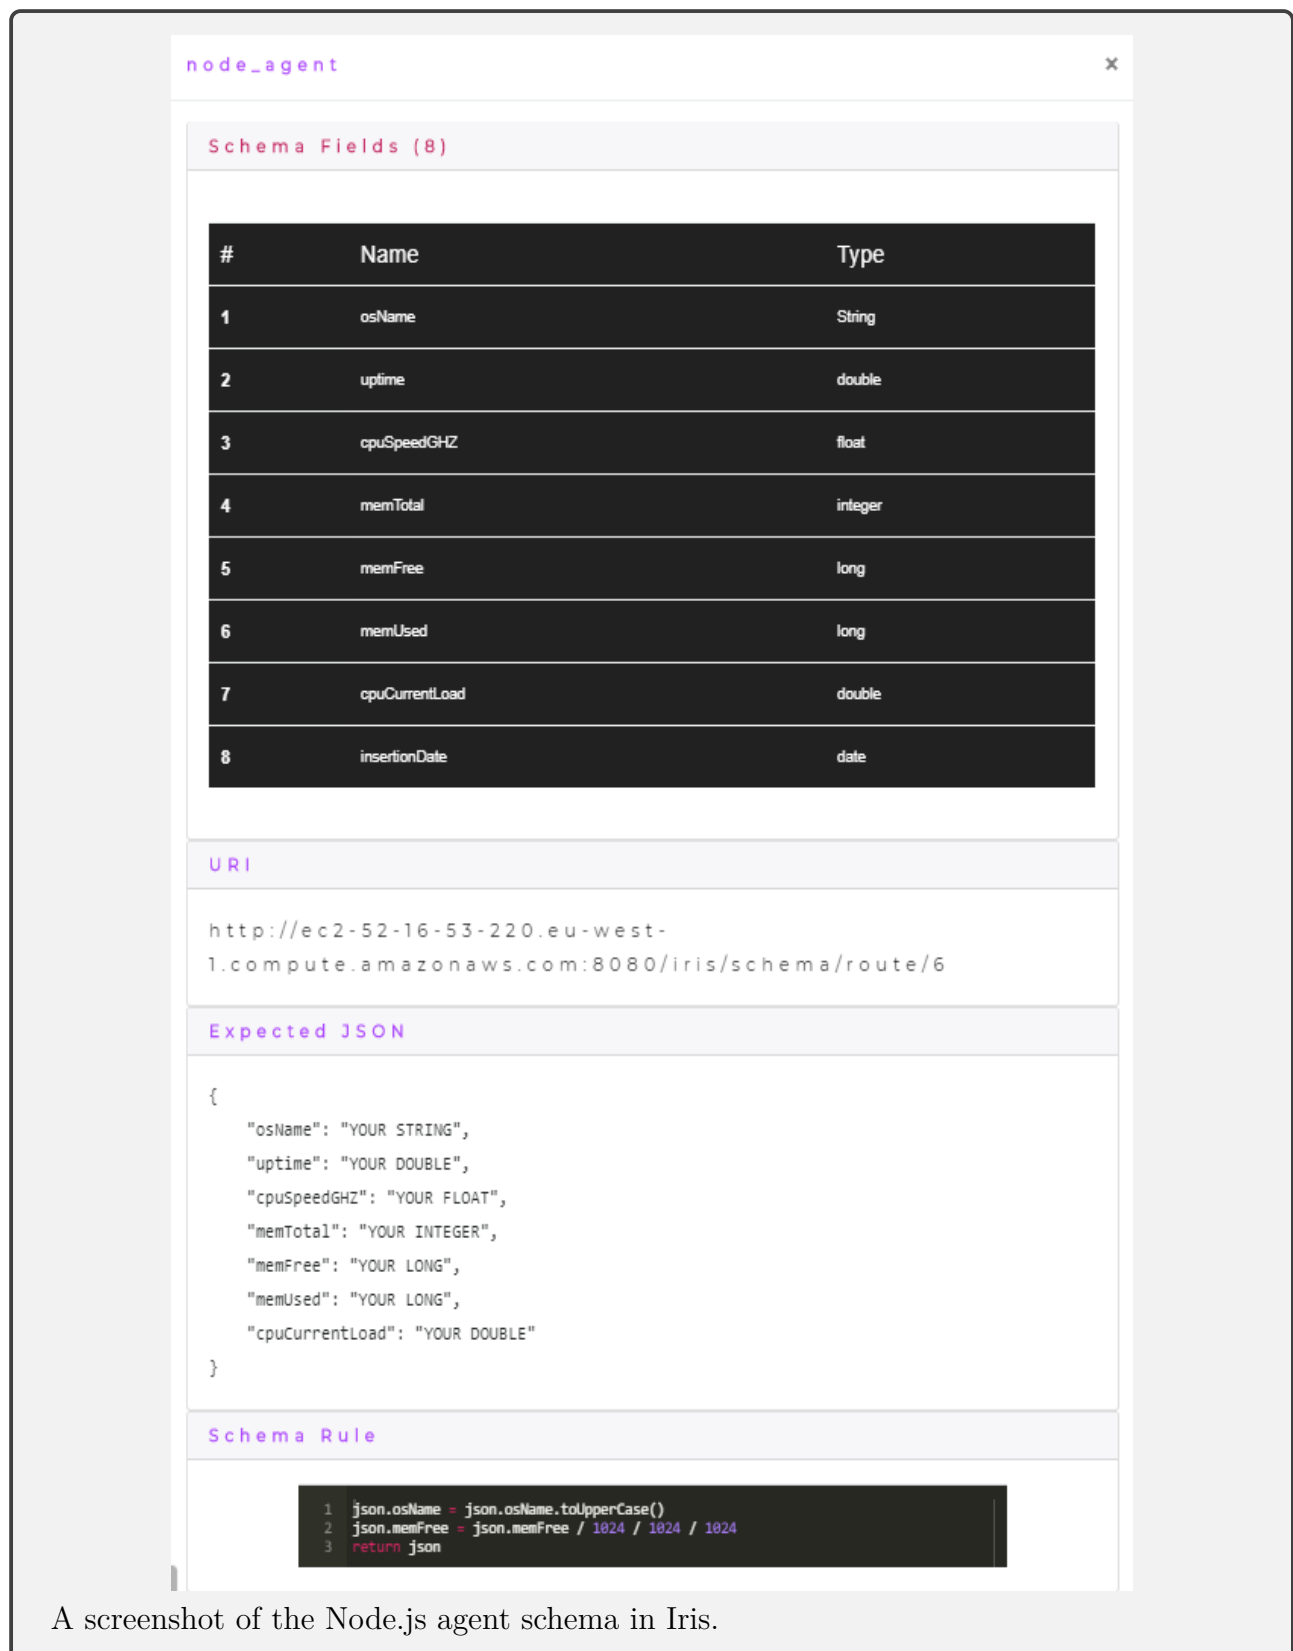 node_agent ×
Schema Fields (8)
# Name Type
1 osName String
2 uptime double
3 cpuSpeedGHZ float
4 memTotal integer
5 memFree long
6 memUsed long
7 cpuCurrentLoad double
8 insertionDate date
URI
http://ec2-52-16-53-220.eu-west-
1.compute.amazonaws.com:8080/iris/schema/route/6
Expected JSON
{
"osName": "YOUR STRING",
"uptime": "YOUR DOUBLE",
"cpuSpeedGHZ": "YOUR FLOAT",
"memTotal": "YOUR INTEGER",
"memFree": "YOUR LONG",
"memUsed": "YOUR LONG",
"cpuCurrentLoad": "YOUR DOUBLE"
}
Schema Rule
1 json.osName = json.osName.toUpperCase()
2 json.memFree = json.memFree / 1024 / 1024 / 1024
3 return json
A screenshot of the Node.js agent schema in Iris.